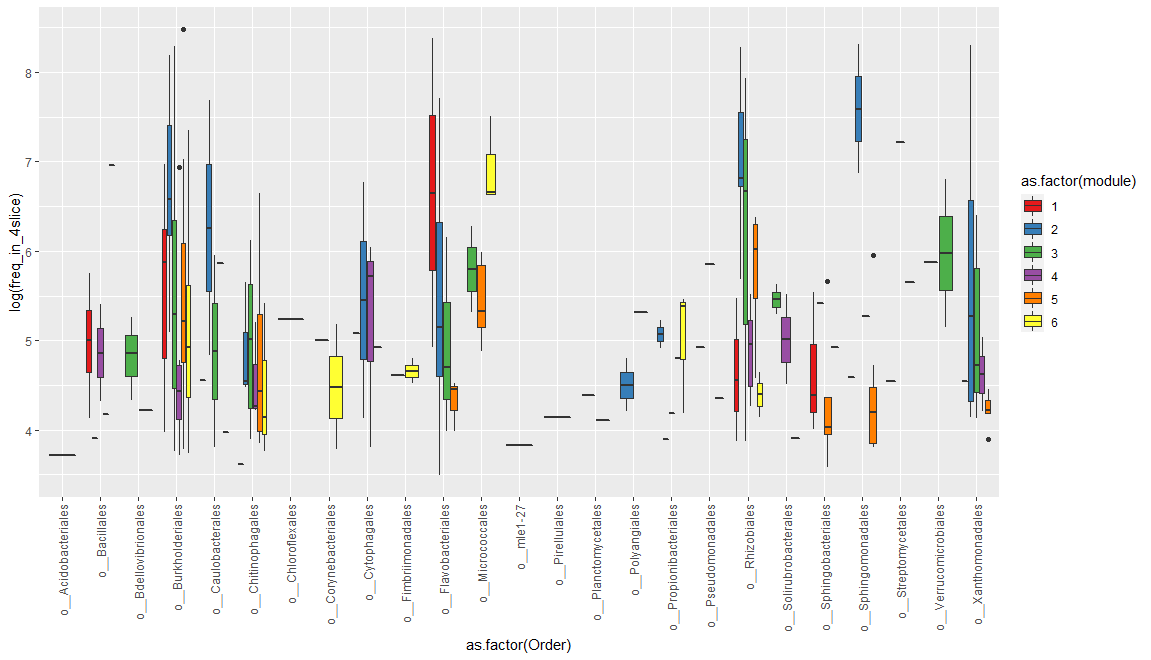 log(freq_in_4slice)
8
7
6
5
4
o__Acidobacteriales
o__Bacillales
o__Bdellovibrionales
o__Burkholderiales
o__Caulobacterales
o__Chitinophagales
o__Chloroflexales
o__Corynebacteriales
o__Cytophagales
o__Fimbriimonadales
o__Flavobacteriales
o__Micrococcales
o__mle1-27
o__Pirellulales
o__Planctomycetales
o__Polyangiales
o__Propionibacteriales
o__Pseudomonadales
o__Rhizobiales
o__Solirubrobacterales
o__Sphingobacteriales
o__Sphingomonadales
o__Streptomycetales
o__Verrucomicrobiales
o__Xanthomonadales
as.factor(Order)
as.factor(module)
1
2
3
4
5
6